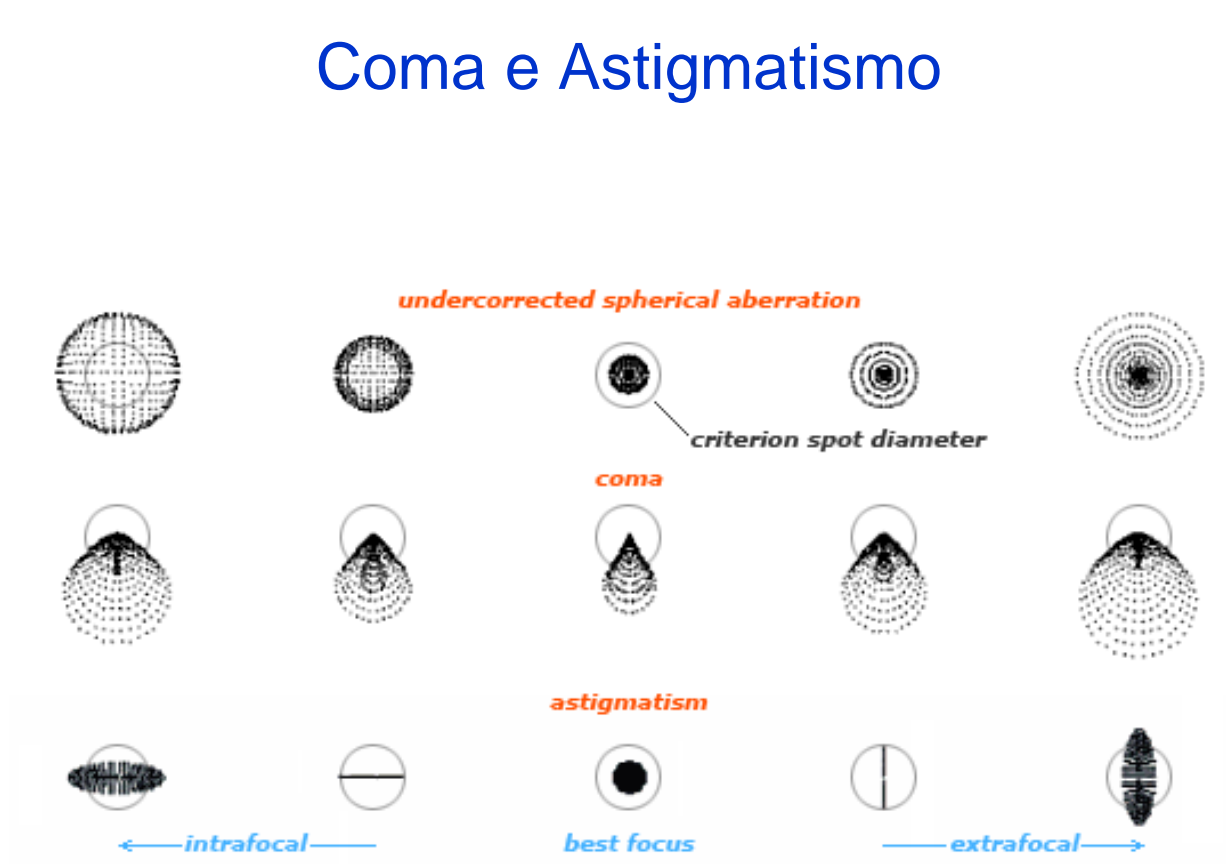 Coma e Astigmatismo
undercorrected spherical aberration
criterion spot diameter
coma
astigmatism
intrafocal best focus extrafocal